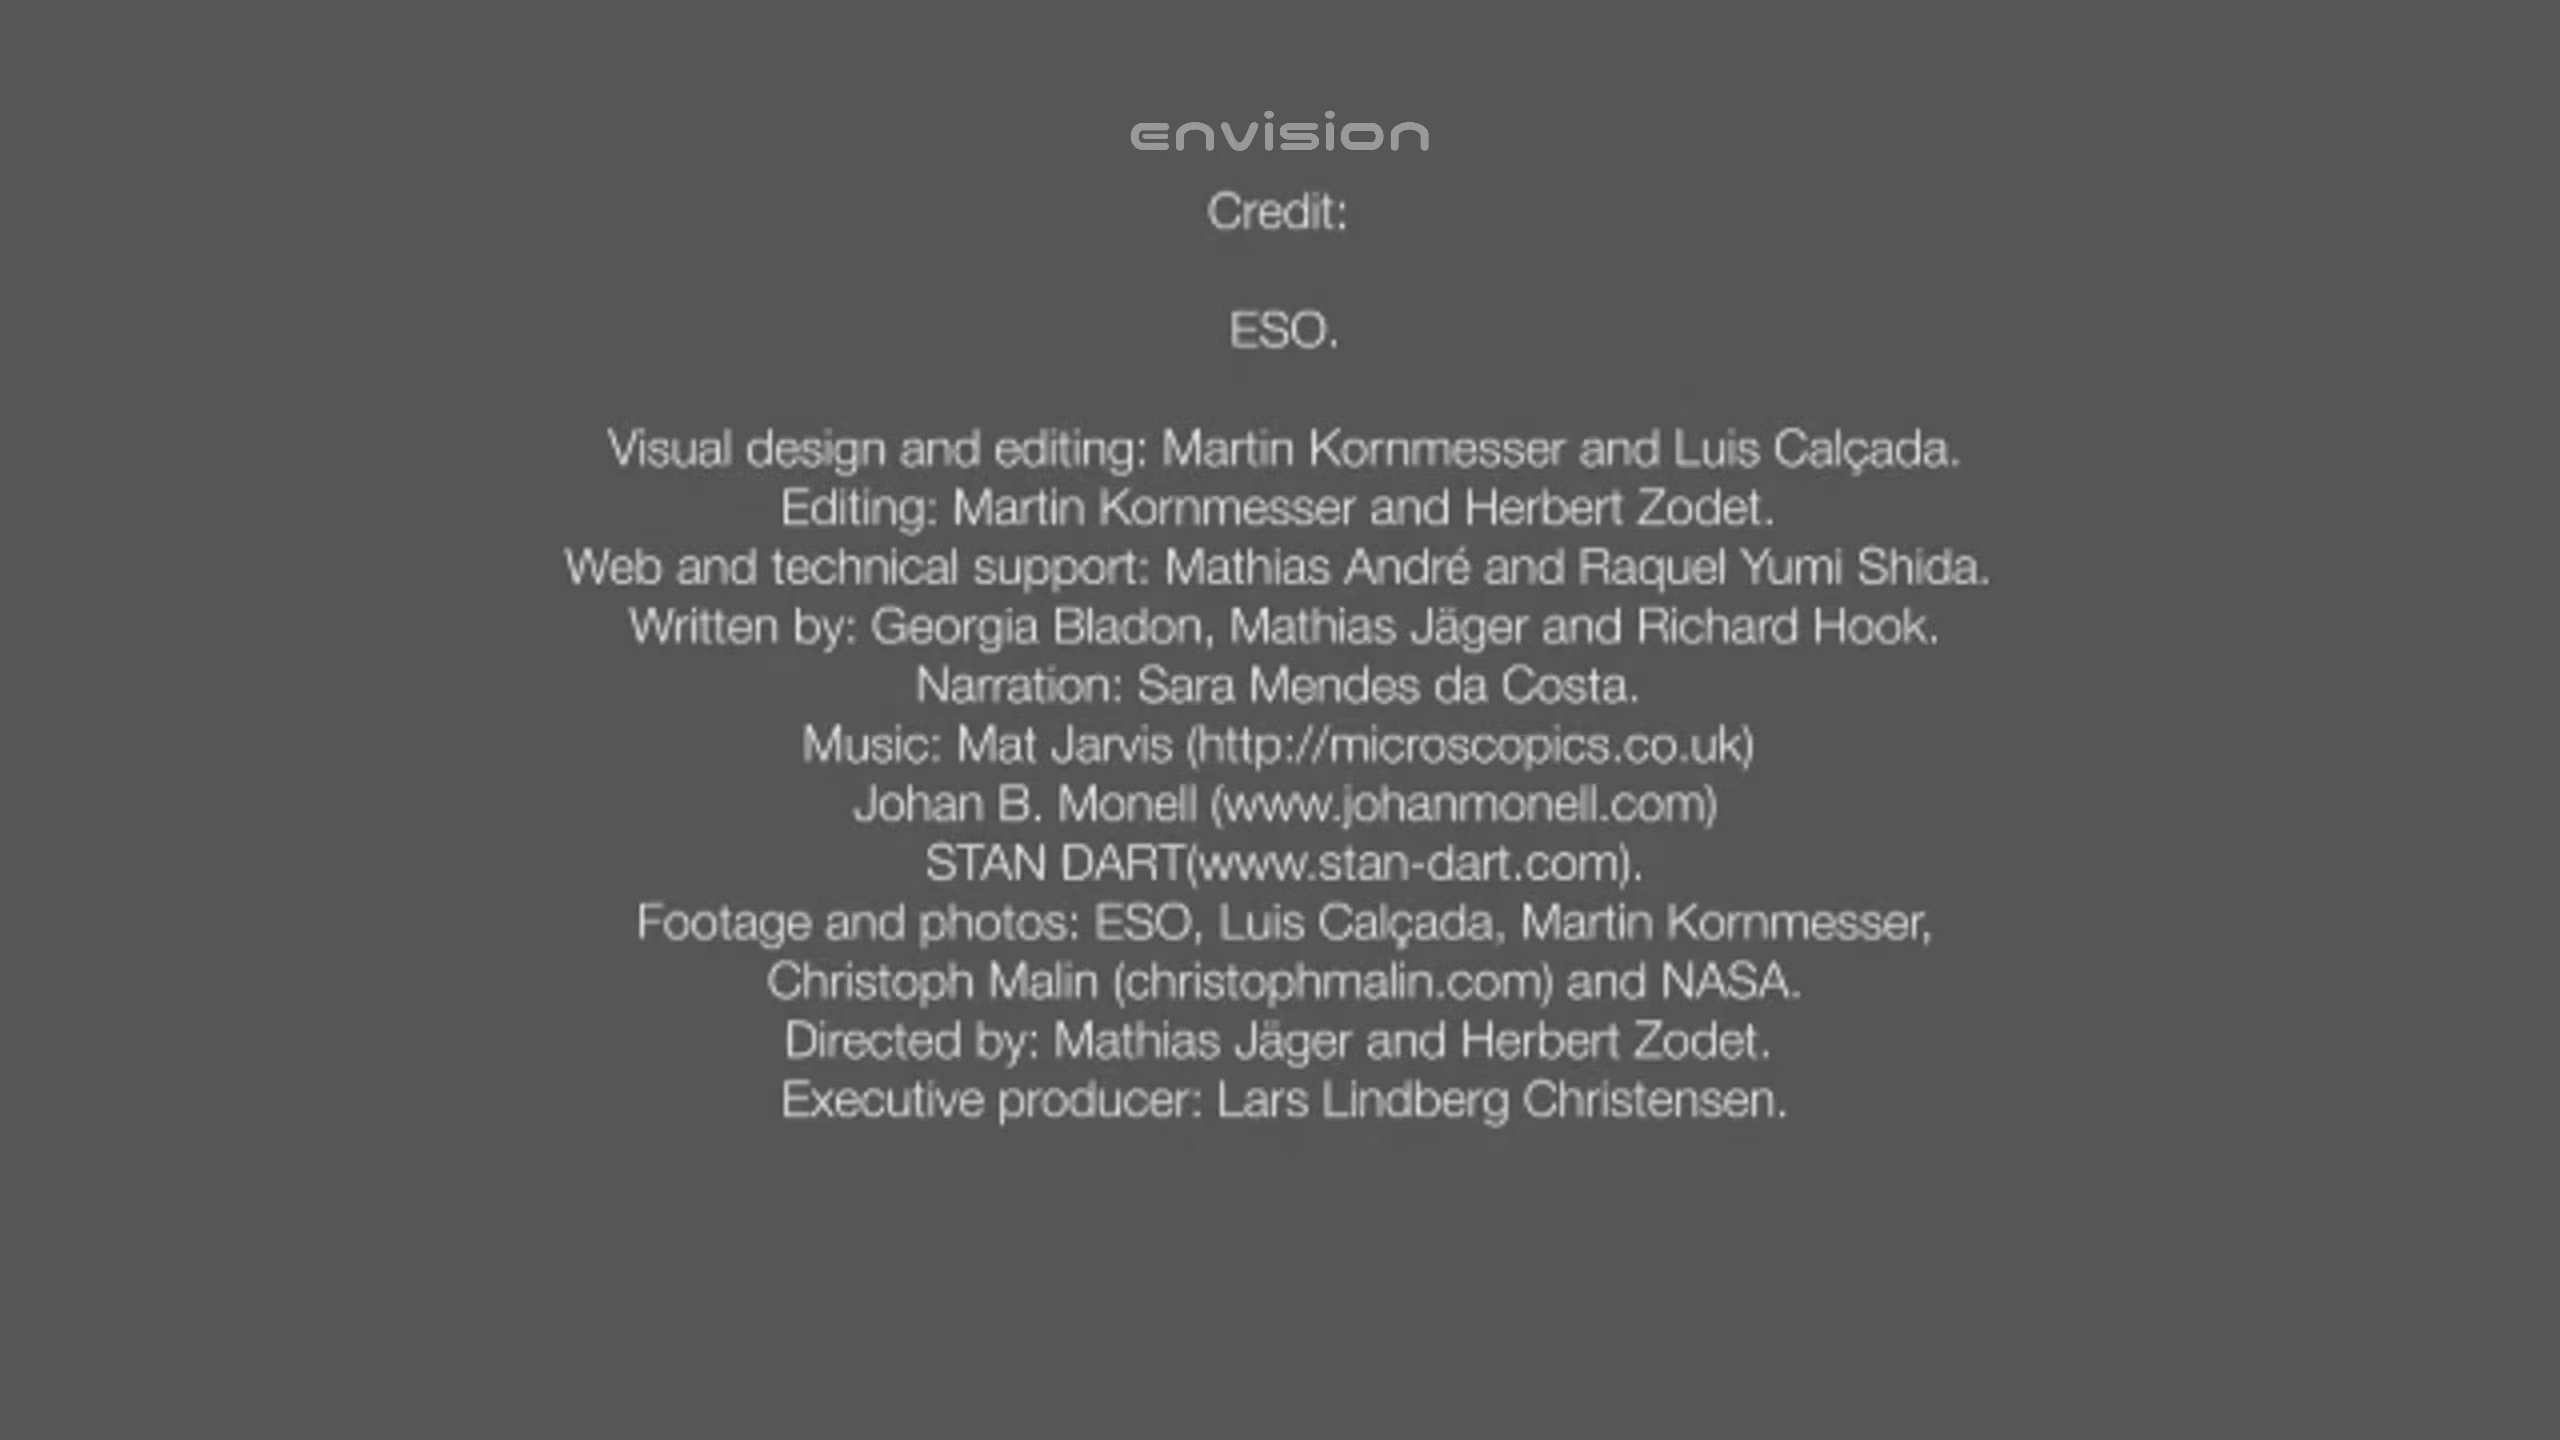 envision
Credit:
ESO.
Visual design and editing: Martin Kornmesser and Luis Calçada.
Editing: Martin Kornmesser and Herbert Zodet.
Web and technical support: Mathias André and Raquel Yumi Shida.
Written by: Georgia Bladon, Mathias Jäger and Richard Hook.
Narration: Sara Mendes da Costa.
Music: Mat Jarvis (http://microscopics.co.uk)
Johan B. Monell (www.johanmonell.com)
STAN DART(www.stan-dart.com).
Footage and photos: ESO, Luis Calçada, Martin Kornmesser,
Christoph Malin (christophmalin.com) and NASA.
Directed by: Mathias Jäger and Herbert Zodet.
Executive producer: Lars Lindberg Christensen.